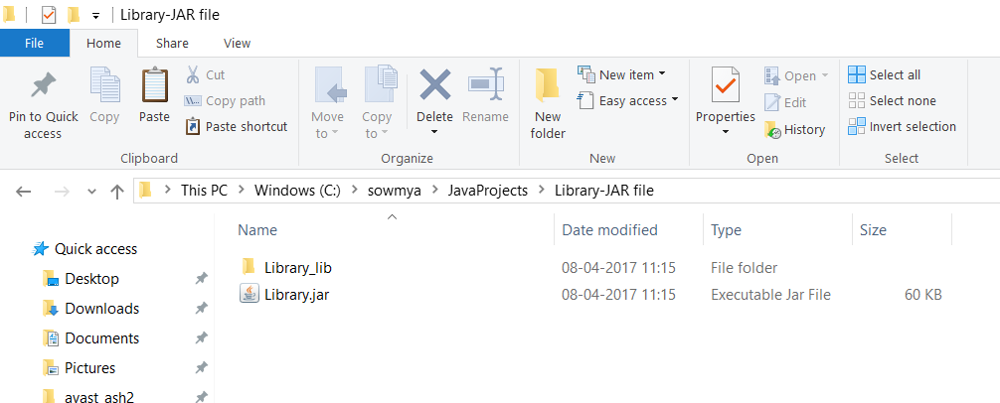 Library-JAR file
File Home Share View
Pin to Quick access
Copy
Paste
Cut
Copy path
Paste shortcut
Clipboard
Move to
Copy to
Delete
Rename
Organize
New folder
New item
Easy access
New
Properties
Open
Edit
History
Open
Select all
Select none
Invert selection
Select
This PC > Windows (C:) > sowmya > JavaProjects > Library-JAR file
Quick access
Desktop
Downloads
Documents
Pictures
avast ash2
Name Date modified Type Size
Library_lib 08-04-2017 11:15 File folder
Library.jar 08-04-2017 11:15 Executable Jar File 60 KB